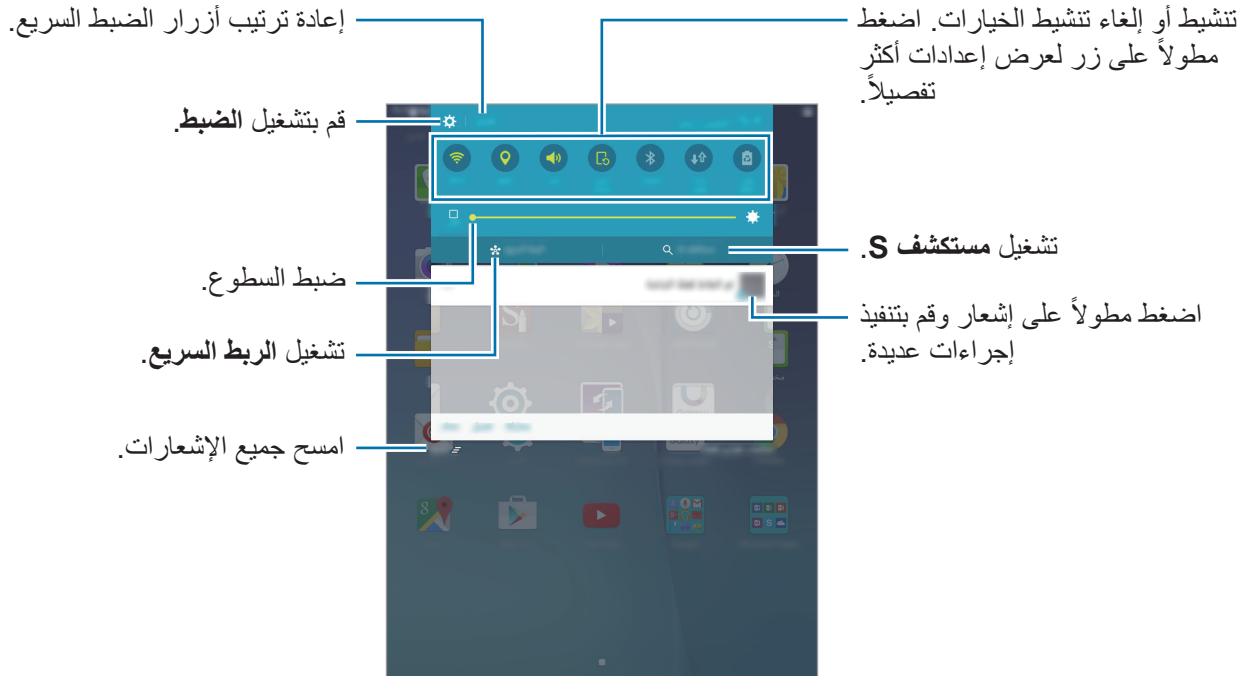 إعادة ترتيب أزرار الضبط السريع.
تنشيط أو إلغاء تنشيط الخيارات. اضغط
مطولاً على زر لعرض إعدادات أكثر
تفصيلاً.
قم بتشغيل الضبط.
تشغيل مستكشف S.
ضبط السطوع.
اضغط مطولاً على إشعار وقم بتنفيذ
إجراءات عديدة.
تشغيل الربط السريع.
امسح جميع الإشعارات.